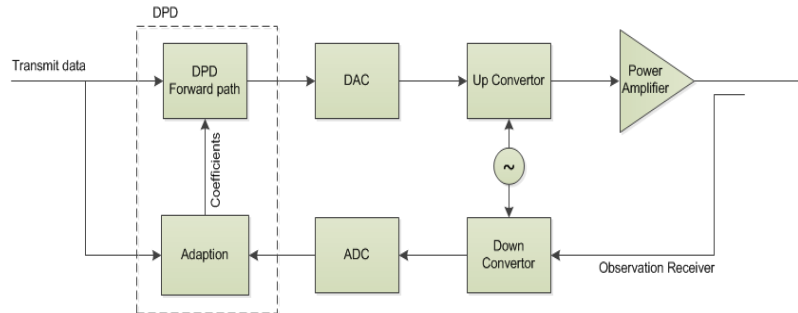 DPD
Transmit data
DPD
Forward path
DAC
Up Convertor
Power
Amplifier
~
Coefficients
Adaption
ADC
Down
Convertor
Observation Receiver